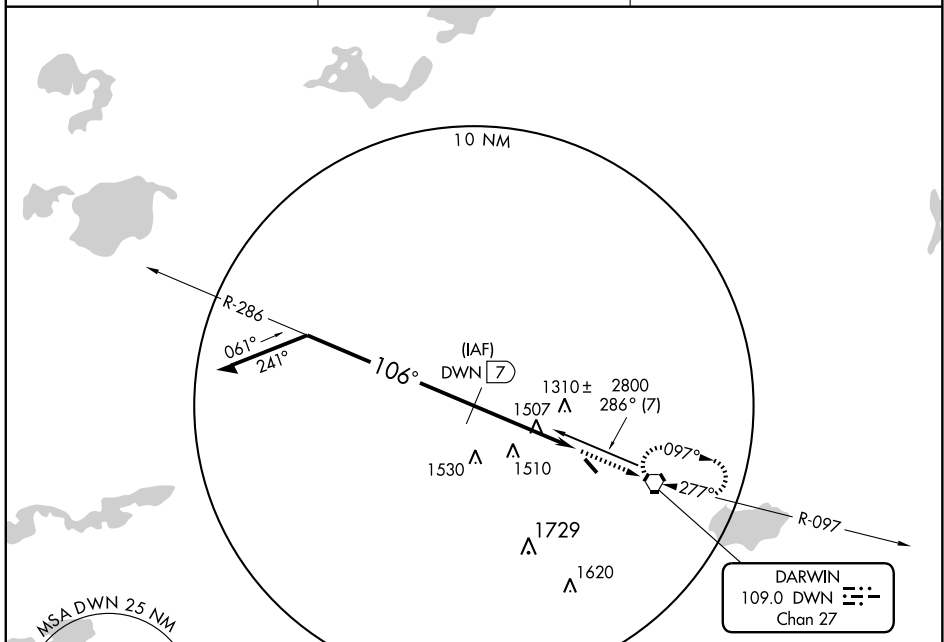 10 NM
R-286
061°
241°
106°
(IAF)
DWN 7
1310±
2800
286° (7)
1507
1530
1510
097°
277°
R-097
1729
1620
DARWIN
109.0 DWN
Chan 27
MSA DWN 25 NM